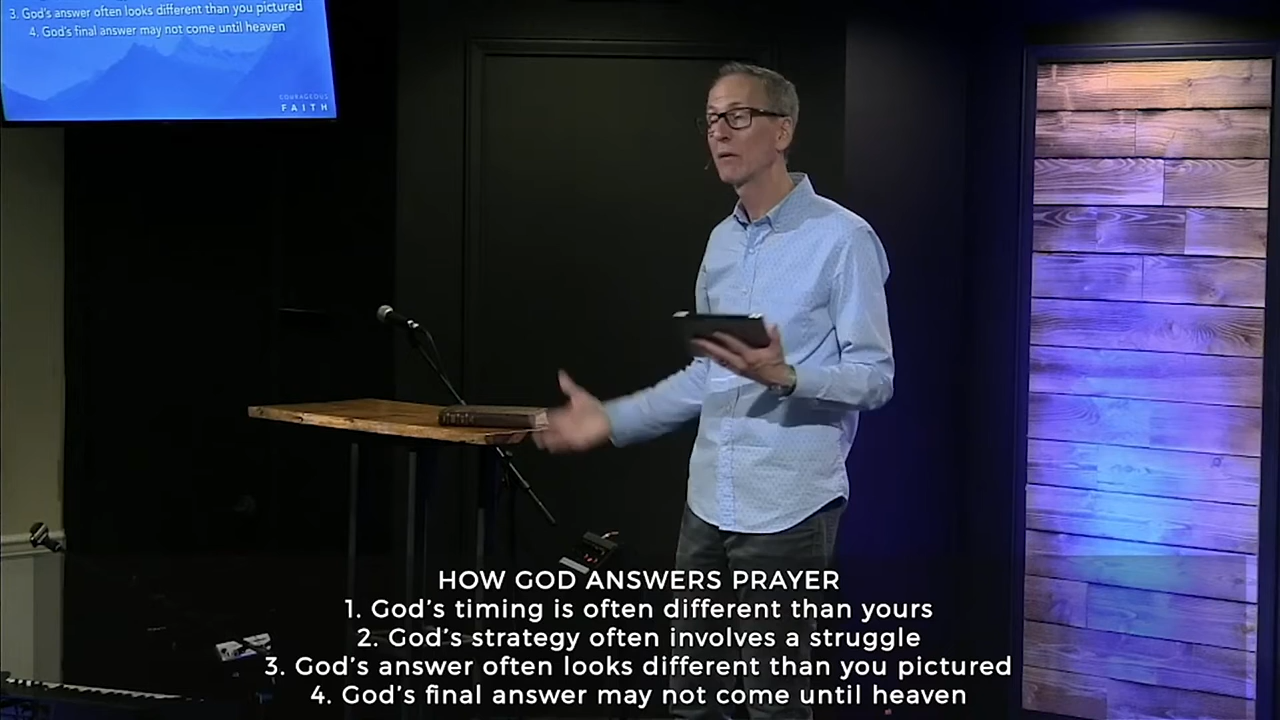 3. God's answer often looks different than you pictured
4. God's final answer may not come until heaven
COURAGEOUS
FAITH
HOW GOD ANSWERS PRAYER
1. God's timing is often different than yours
2. God's strategy often involves a struggle
3. God's answer often looks different than you pictured
4. God's final answer may not come until heaven